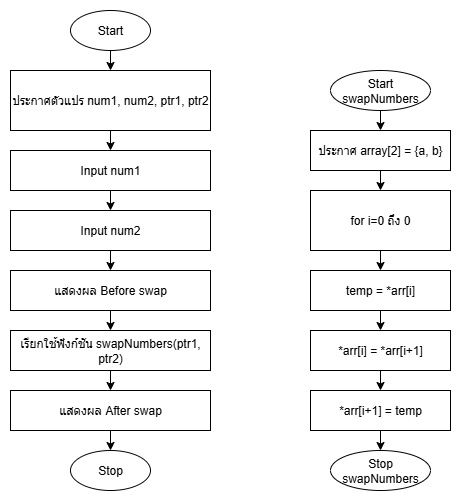 Start
ประกาศตัวแปร num1, num2, ptr1, ptr2
Input num1
Input num2
แสดงผล Before swap
เรียกใช้ฟังก์ชัน swapNumbers(ptr1,
ptr2)
แสดงผล After swap
Stop
Start
swapNumbers
ประกาศ array[2] = {a, b}
for i=0 ถึง 0
temp = *arr[i]
*arr[i] = *arr[i+1]
*arr[i+1] = temp
Stop
swapNumbers